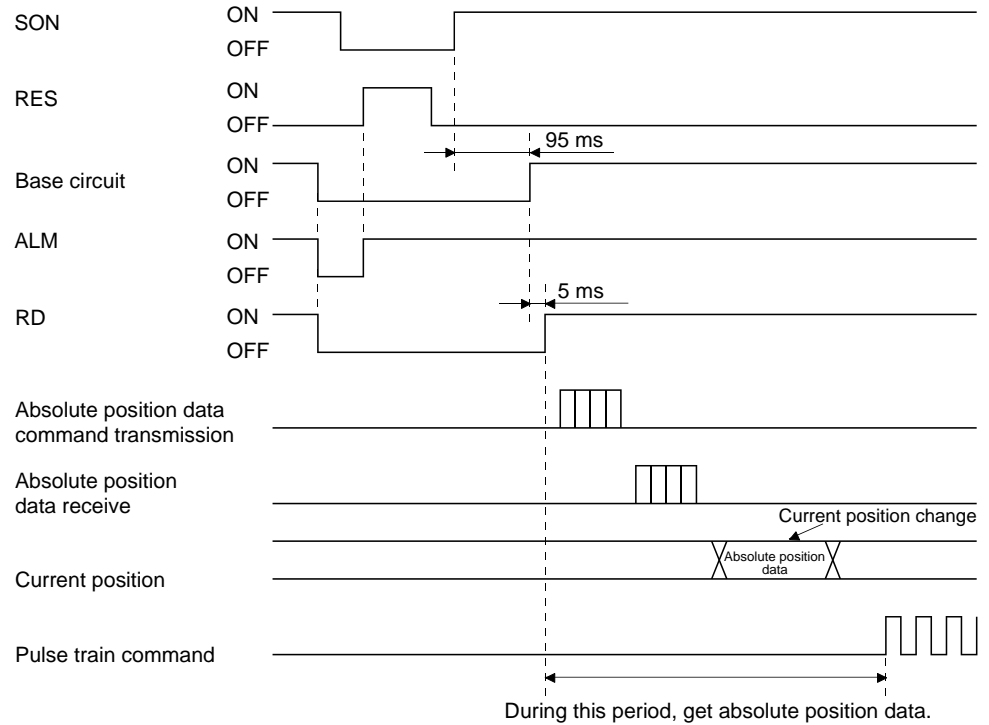 SON
ON
OFF
RES
ON
OFF
95 ms
Base circuit
ON
OFF
ALM
ON
OFF
5 ms
RD
ON
OFF
Absolute position data
command transmission
Absolute position
data receive
Current position change
Current position
Absolute position
data
Pulse train command
During this period, get absolute position data.